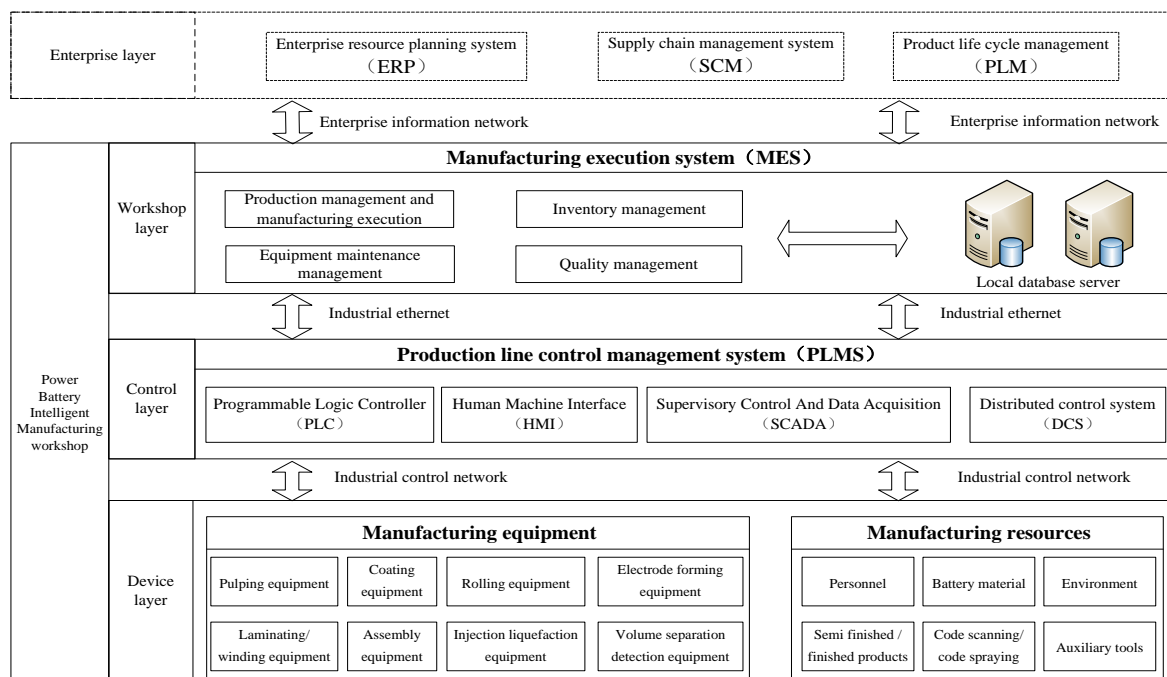 Enterprise layer
Enterprise resource planning system
（ERP）
Supply chain management system
（SCM）
Product life cycle management
（PLM）
Enterprise information network
Enterprise information network
Power
Battery
Intelligent
Manufacturing
workshop
Workshop
layer
Manufacturing execution system（MES）
Production management and
manufacturing execution
Inventory management
Equipment maintenance
management
Quality management
Local database server
Industrial ethernet
Industrial ethernet
Control
layer
Production line control management system（PLMS）
Programmable Logic Controller
（PLC）
Human Machine Interface
（HMI）
Supervisory Control And Data Acquisition
（SCADA）
Distributed control system
（DCS）
Industrial control network
Industrial control network
Device
layer
Manufacturing equipment
Pulping equipment
Coating
equipment
Rolling equipment
Electrode forming
equipment
Laminating/
winding equipment
Assembly
equipment
Injection liquefaction
equipment
Volume separation
detection equipment
Manufacturing resources
Personnel
Battery material
Environment
Semi finished /
finished products
Code scanning/
code spraying
Auxiliary tools